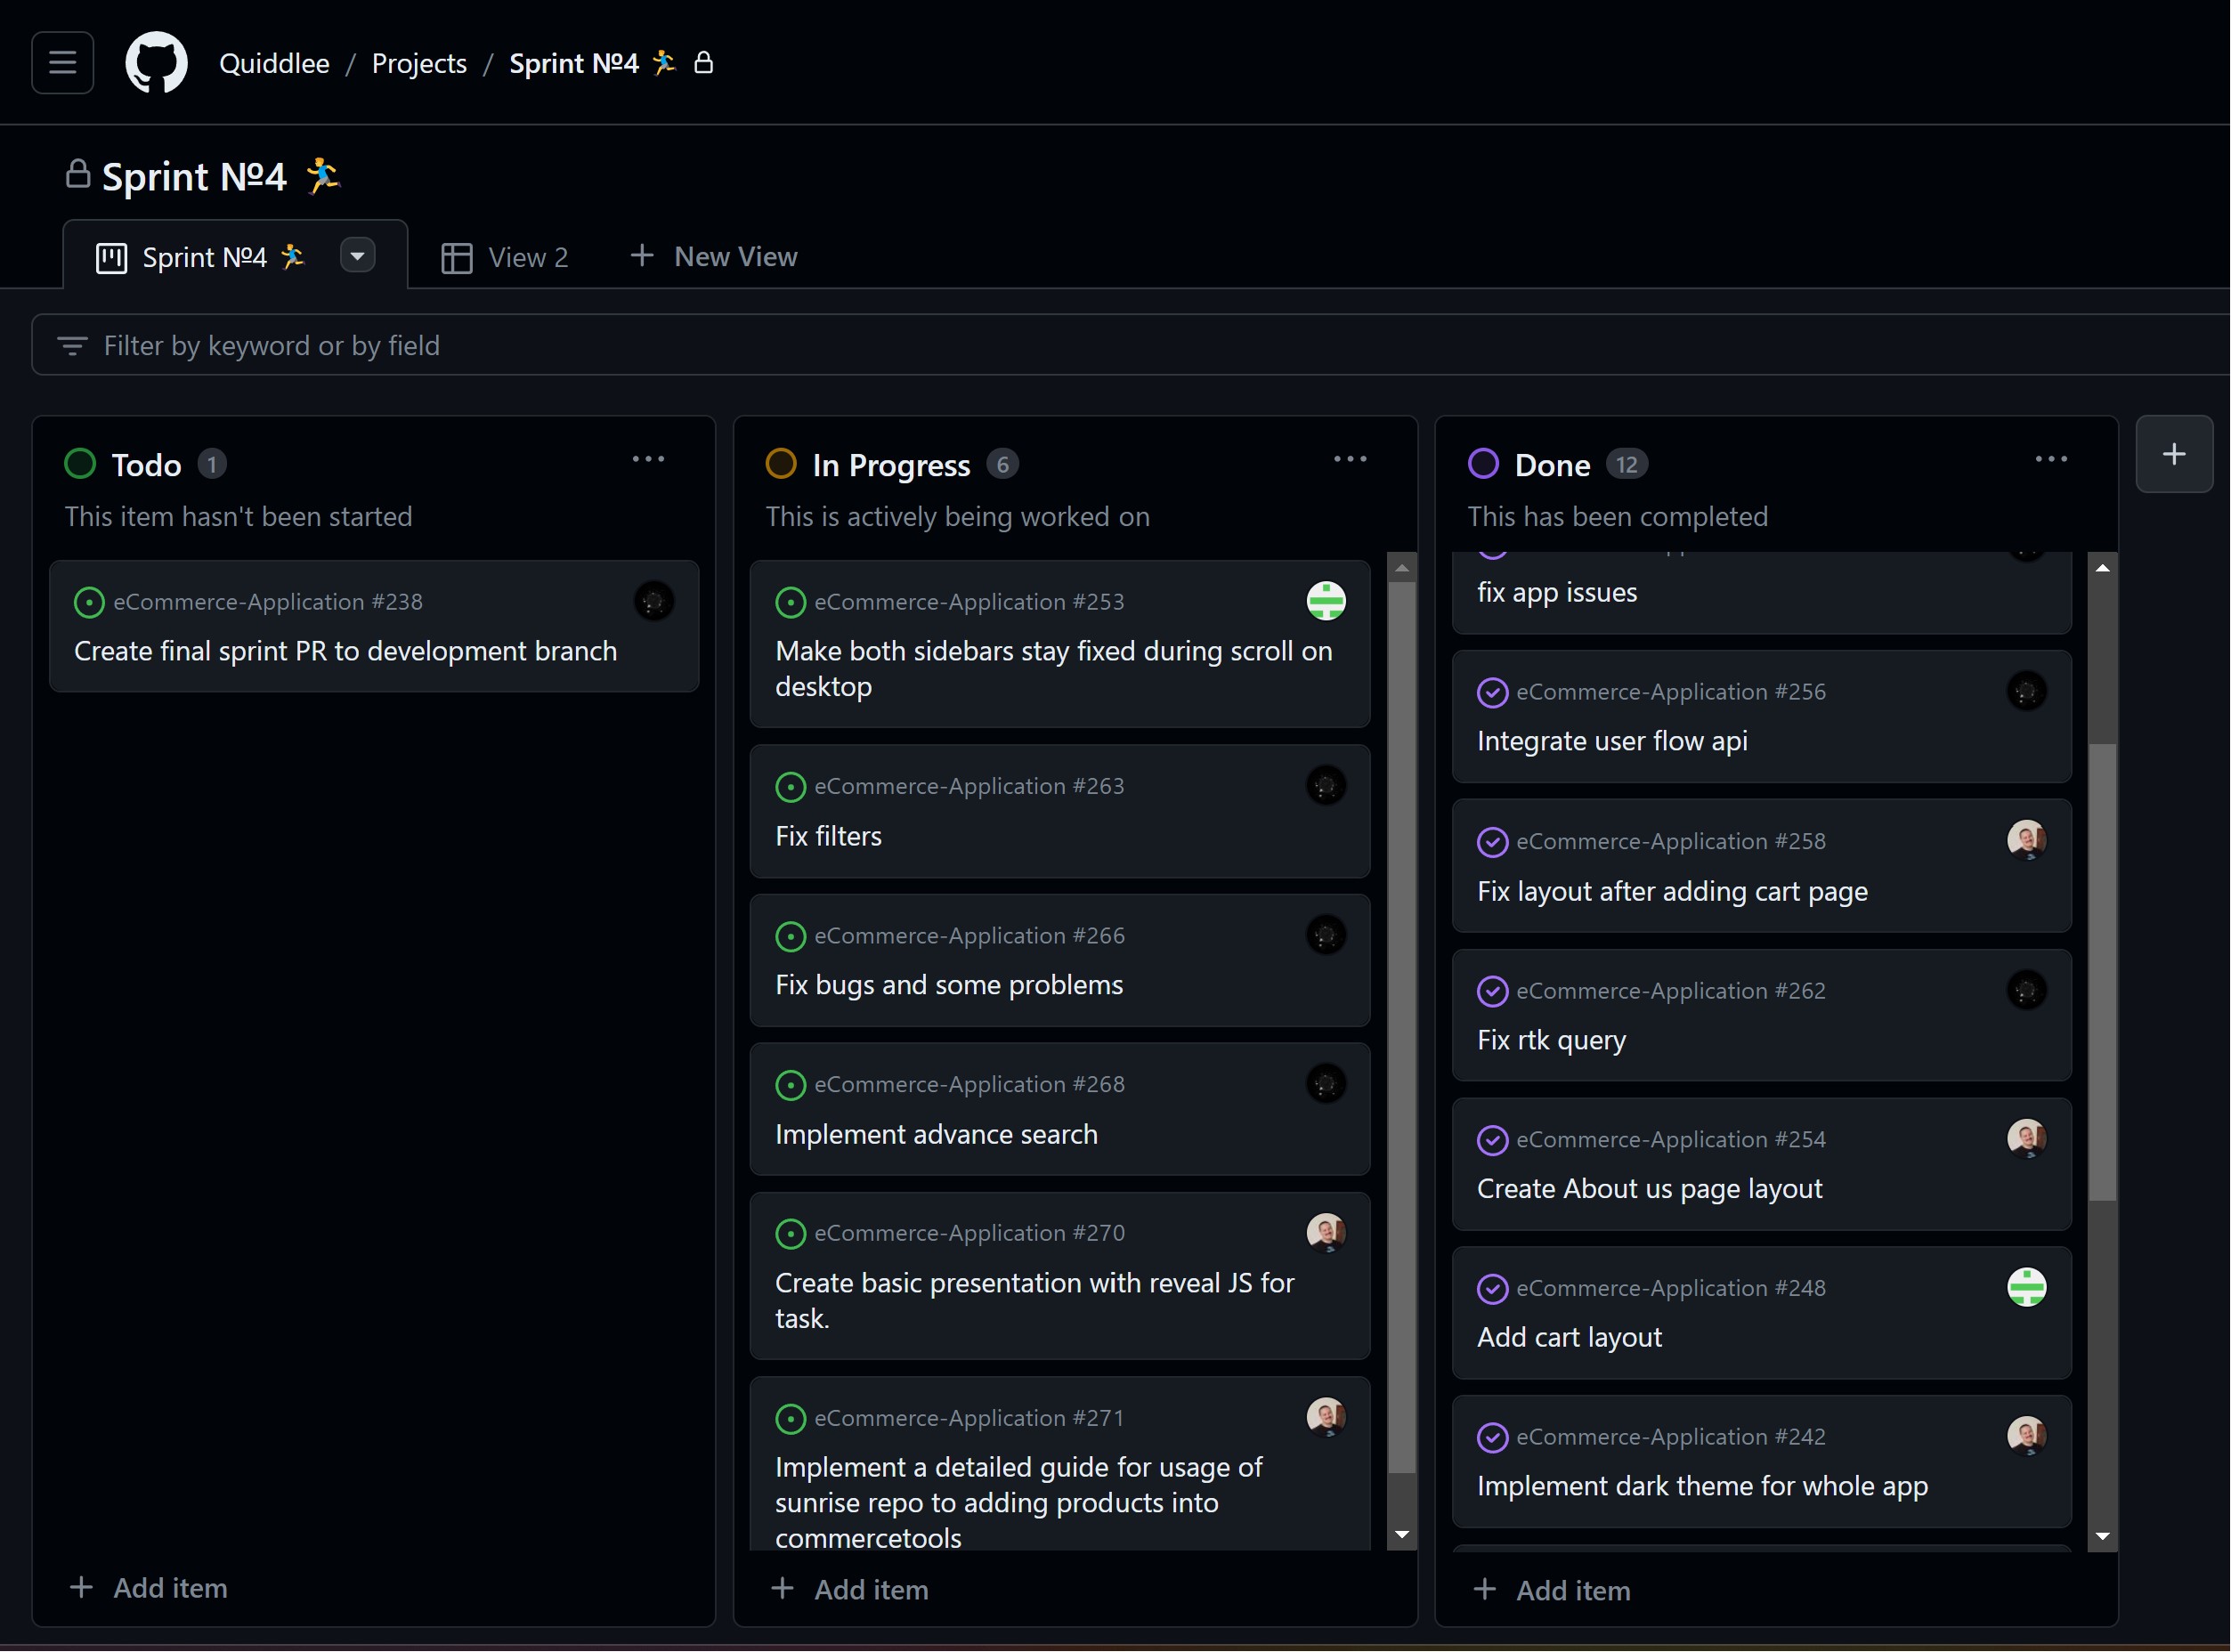 Quiddlee / Projects / Sprint №4 🏃
Sprint №4 🏃
Sprint №4 🏃
View 2
New View
Filter by keyword or by field
Todo 1
This item hasn't been started
eCommerce-Application #238
Create final sprint PR to development branch
Add item
In Progress 6
This is actively being worked on
eCommerce-Application #253
Make both sidebars stay fixed during scroll on
desktop
eCommerce-Application #263
Fix filters
eCommerce-Application #266
Fix bugs and some problems
eCommerce-Application #268
Implement advance search
eCommerce-Application #270
Create basic presentation with reveal JS for
task.
eCommerce-Application #271
Implement a detailed guide for usage of
sunrise repo to adding products into
commercetools
Add item
Done 12
This has been completed
fix app issues
eCommerce-Application #256
Integrate user flow api
eCommerce-Application #258
Fix layout after adding cart page
eCommerce-Application #262
Fix rtk query
eCommerce-Application #254
Create About us page layout
eCommerce-Application #248
Add cart layout
eCommerce-Application #242
Implement dark theme for whole app
Add item